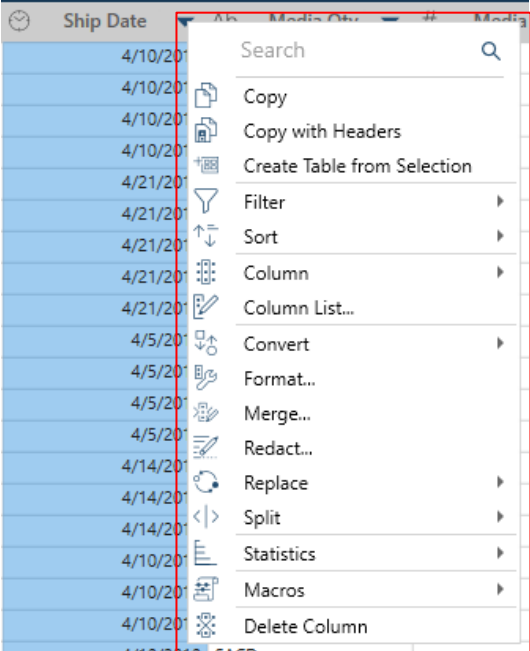 Ship Date Ab Media Qty # Media
Search
4/10/201
4/10/201 Copy
4/10/201 Copy with Headers
4/10/201 Create Table from Selection
4/21/201
4/21/201 Filter
4/21/201 Sort
4/21/201 Column
4/21/201 Column List...
4/5/201 Convert
4/5/201 Format...
4/5/201 Merge...
4/5/201 Redact...
4/14/201 Replace
4/14/201
4/14/201 Split
4/10/201 Statistics
4/10/201 Macros
4/10/201 Delete Column